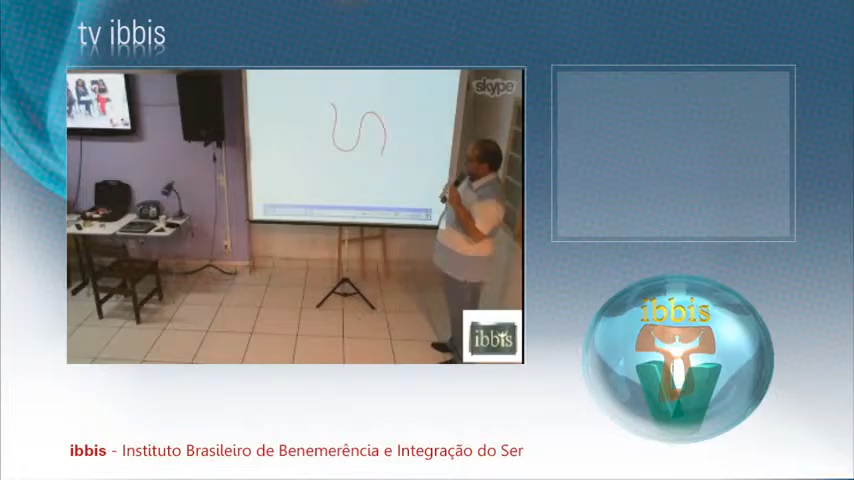 tv ibbis
skype
ibbis
ibbis
ibbis - Instituto Brasileiro de Benemerência e Integração do Ser